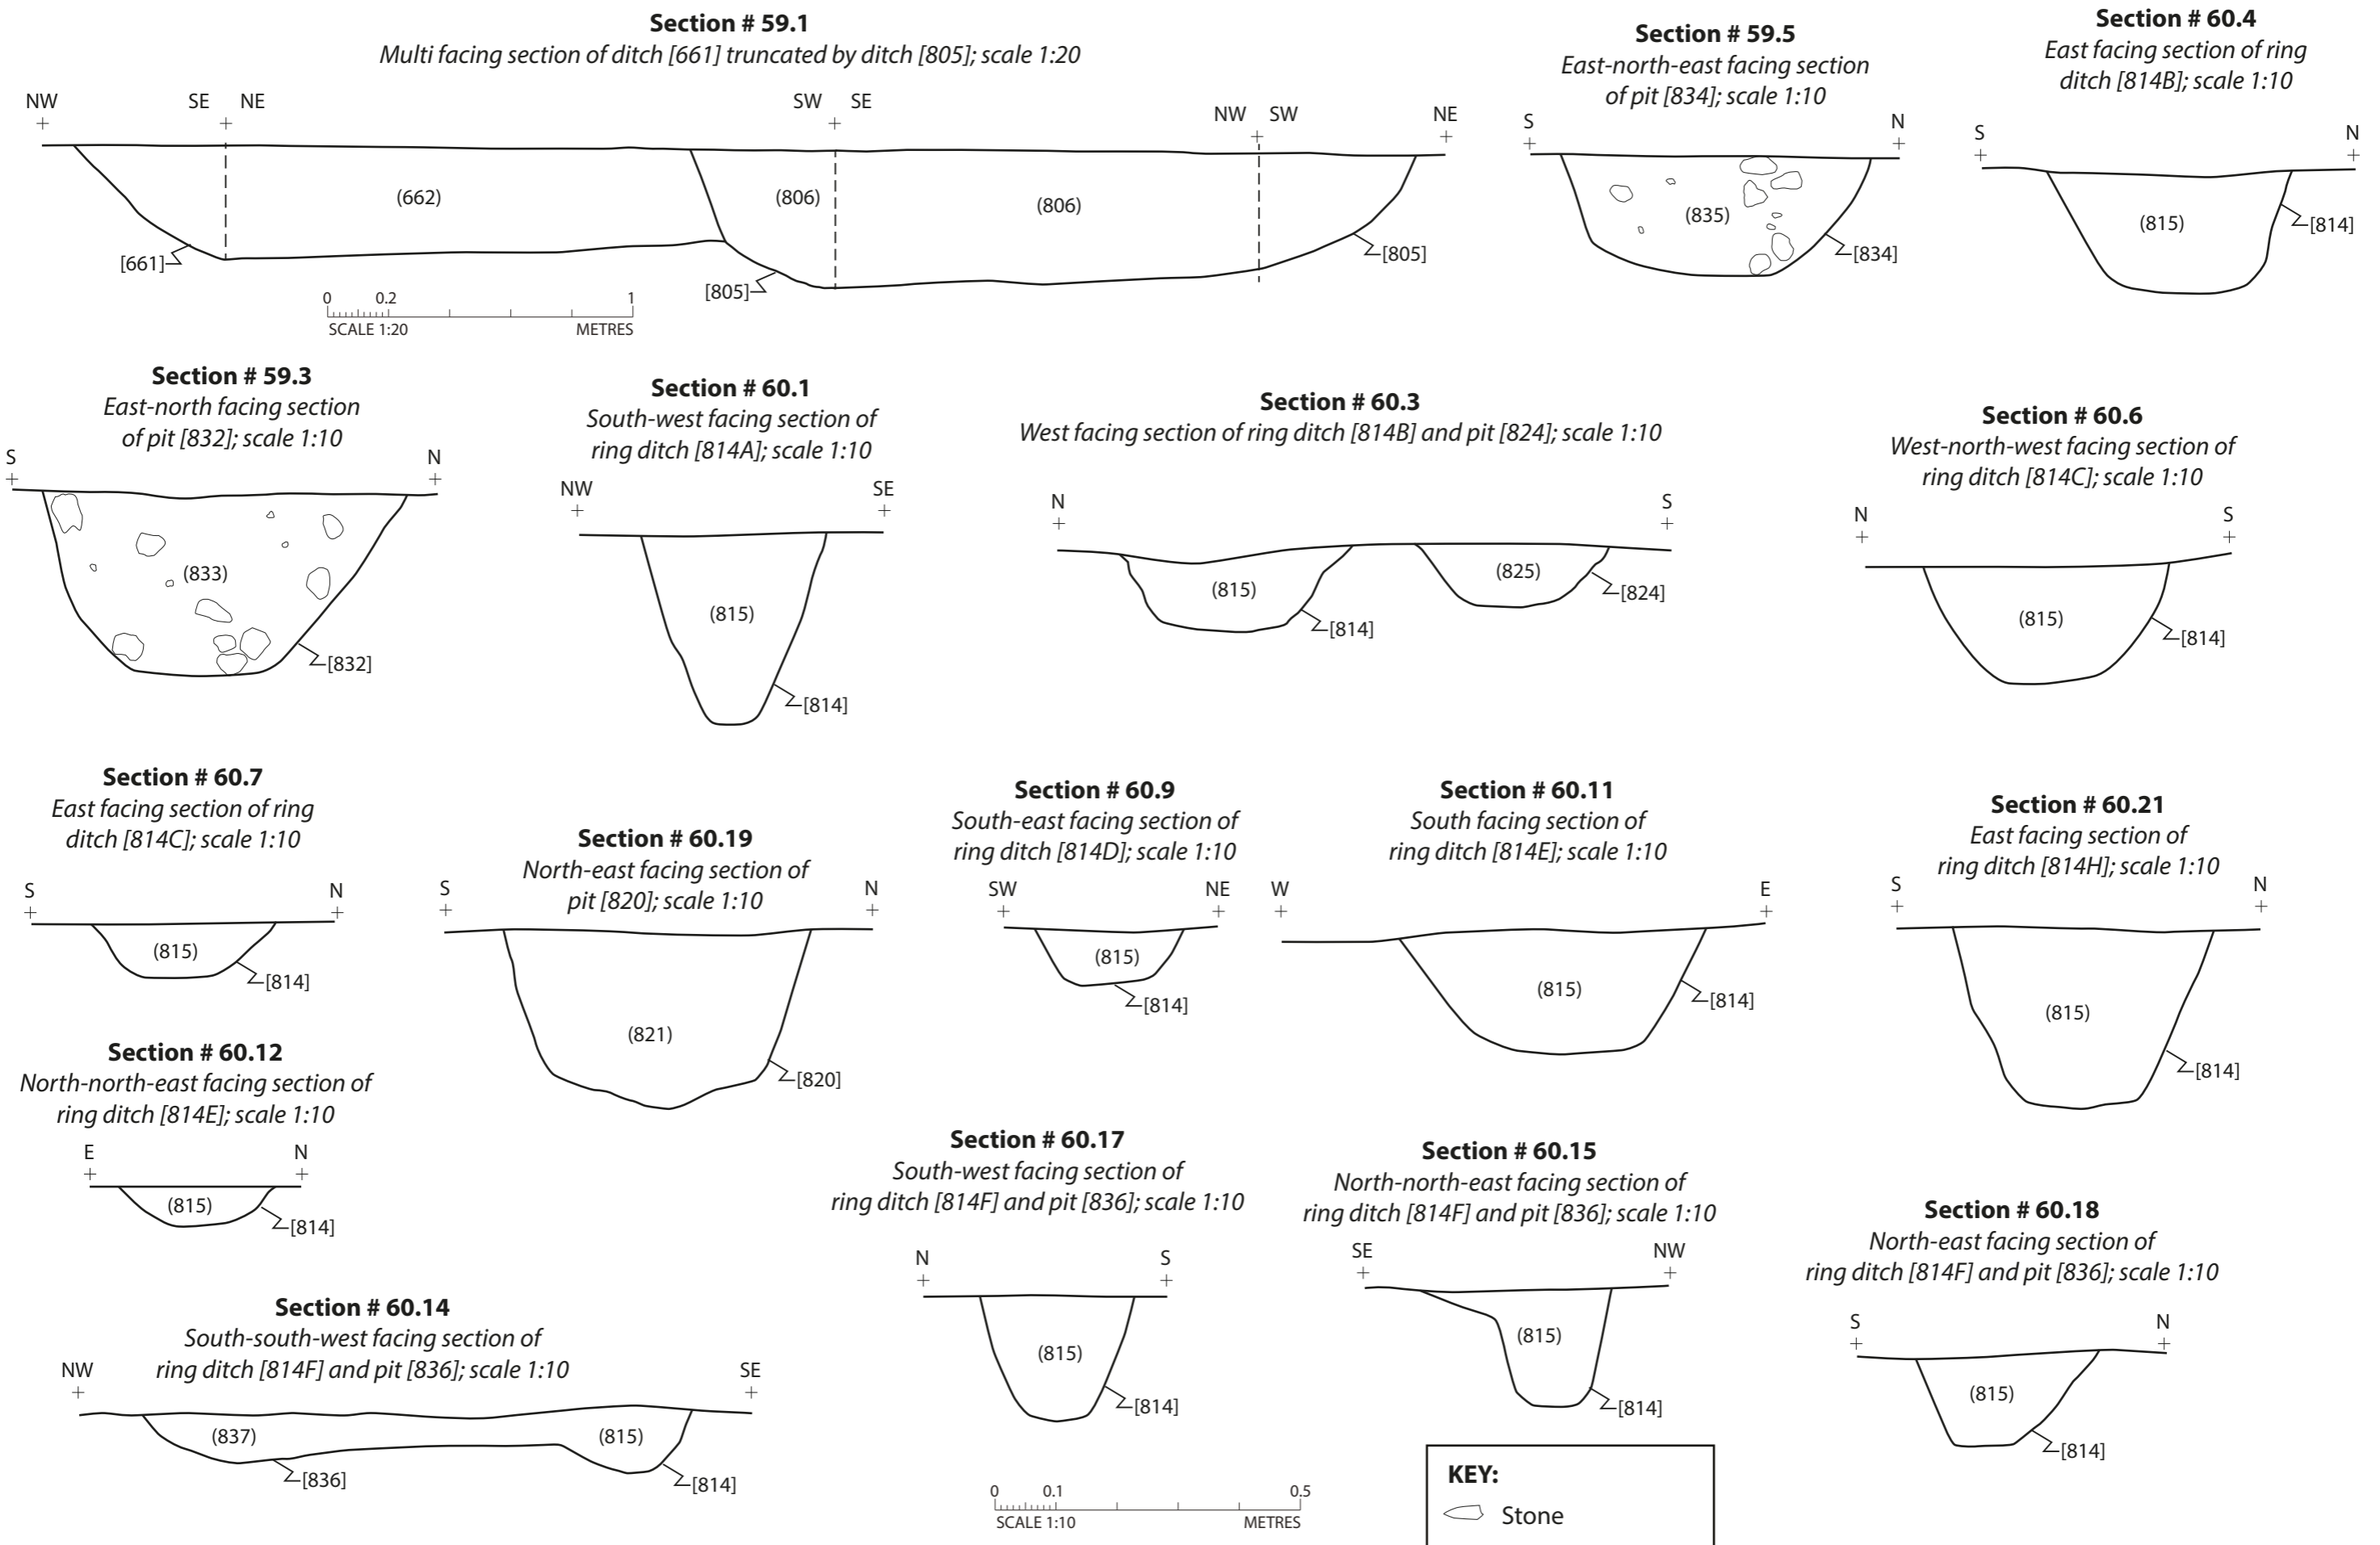 Section # 59.1
Multi facing section of ditch [661] truncated by ditch [805]; scale 1:20
NW SE NE SW SE NW SW NE
(662) (806) (806)
[661] [805] [805]
0 0.2 1
SCALE 1:20 METRES
Section # 59.5
East-north-east facing section
of pit [834]; scale 1:10
S N
(835)
[834]
Section # 60.4
East facing section of ring
ditch [814B]; scale 1:10
S N
(815)
[814]
Section # 59.3
East-north facing section
of pit [832]; scale 1:10
S N
(833)
[832]
Section # 60.1
South-west facing section of
ring ditch [814A]; scale 1:10
NW SE
(815)
[814]
Section # 60.3
West facing section of ring ditch [814B] and pit [824]; scale 1:10
N S
(815) (825)
[824]
[814]
Section # 60.6
West-north-west facing section of
ring ditch [814C]; scale 1:10
N S
(815)
[814]
Section # 60.7
East facing section of ring
ditch [814C]; scale 1:10
S N
(815)
[814]
Section # 60.19
North-east facing section of
pit [820]; scale 1:10
S N
(821)
[820]
Section # 60.9
South-east facing section of
ring ditch [814D]; scale 1:10
SW NE
(815)
[814]
Section # 60.11
South facing section of
ring ditch [814E]; scale 1:10
W E
(815)
[814]
Section # 60.21
East facing section of
ring ditch [814H]; scale 1:10
S N
(815)
[814]
Section # 60.12
North-north-east facing section of
ring ditch [814E]; scale 1:10
E N
(815)
[814]
Section # 60.17
South-west facing section of
ring ditch [814F] and pit [836]; scale 1:10
N S
(815)
[814]
Section # 60.15
North-north-east facing section of
ring ditch [814F] and pit [836]; scale 1:10
SE NW
(815)
[814]
Section # 60.18
North-east facing section of
ring ditch [814F] and pit [836]; scale 1:10
S N
(815)
[814]
Section # 60.14
South-south-west facing section of
ring ditch [814F] and pit [836]; scale 1:10
NW SE
(837) (815)
[836] [814]
0 0.1 0.5
SCALE 1:10 METRES
KEY:
Stone